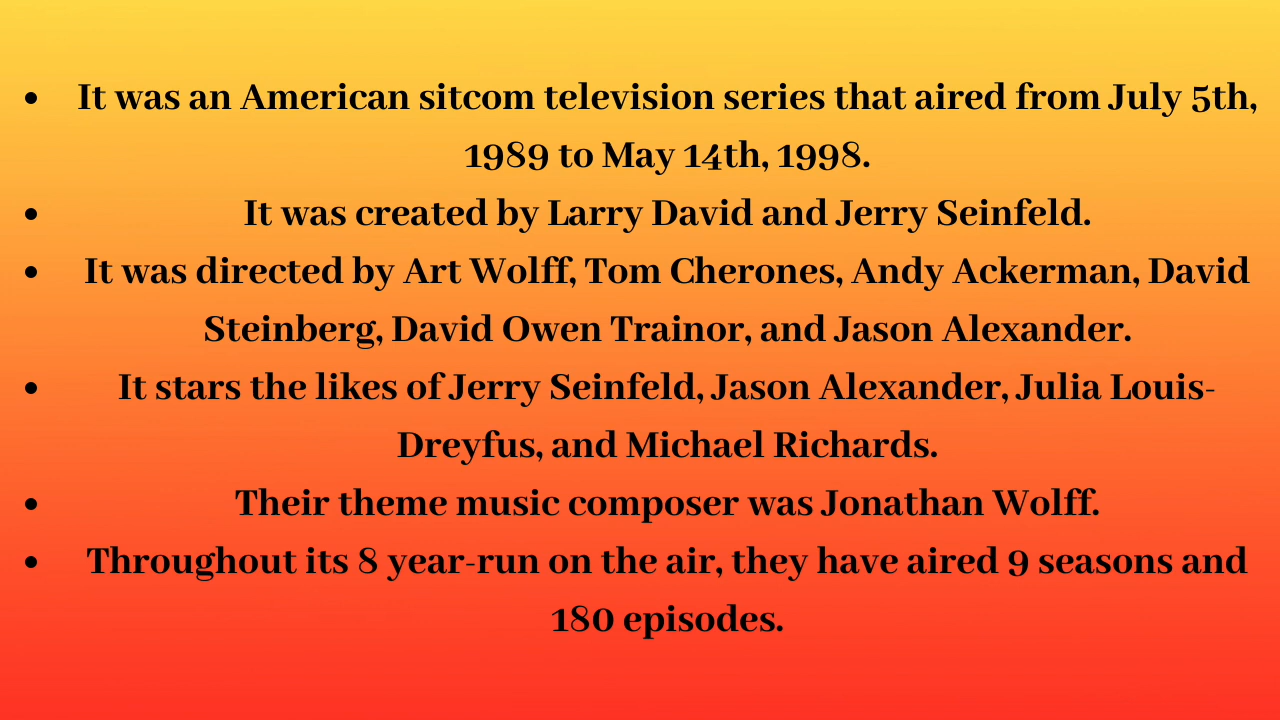 • It was an American sitcom television series that aired from July 5th,
1989 to May 14th, 1998.
• It was created by Larry David and Jerry Seinfeld.
• It was directed by Art Wolff, Tom Cherones, Andy Ackerman, David
Steinberg, David Owen Trainor, and Jason Alexander.
• It stars the likes of Jerry Seinfeld, Jason Alexander, Julia Louis-
Dreyfus, and Michael Richards.
• Their theme music composer was Jonathan Wolff.
• Throughout its 8 year-run on the air, they have aired 9 seasons and
180 episodes.